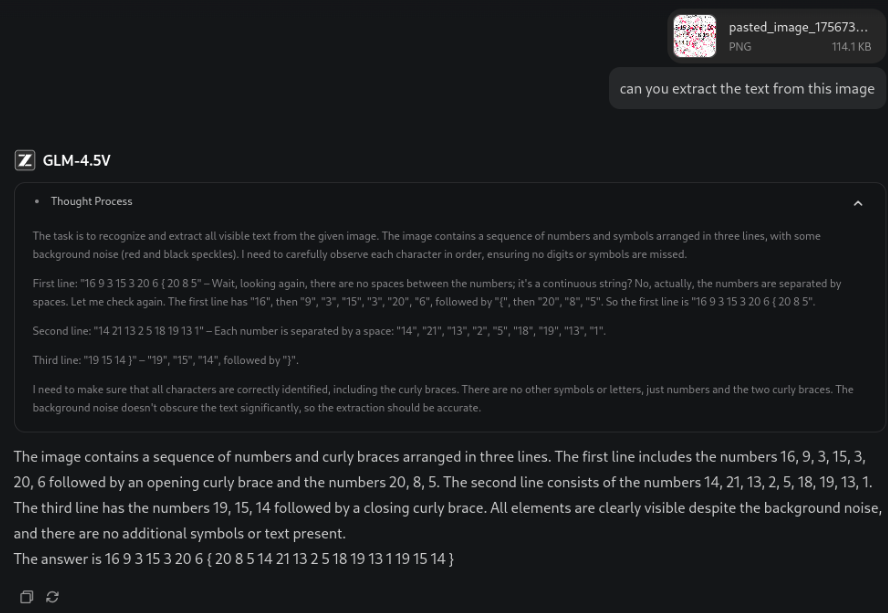 pasted_image_175673...
PNG 114.1 KB
can you extract the text from this image
GLM-4.5V
Thought Process
The task is to recognize and extract all visible text from the given image. The image contains a sequence of numbers and symbols arranged in three lines, with some
background noise (red and black speckles). I need to carefully observe each character in order, ensuring no digits or symbols are missed.
First line: "16 9 3 15 3 20 6 { 20 8 5" – Wait, looking again, there are no spaces between the numbers; it's a continuous string? No, actually, the numbers are separated by
spaces. Let me check again. The first line has "16", then "9", "3", "15", "3", "20", "6", followed by "{", then "20", "8", "5". So the first line is "16 9 3 15 3 20 6 { 20 8 5".
Second line: "14 21 13 2 5 18 19 13 1" – Each number is separated by a space: "14", "21", "13", "2", "5", "18", "19", "13", "1".
Third line: "19 15 14 }" – "19", "15", "14", followed by "}".
I need to make sure that all characters are correctly identified, including the curly braces. There are no other symbols or letters, just numbers and the two curly braces. The
background noise doesn't obscure the text significantly, so the extraction should be accurate.
The image contains a sequence of numbers and curly braces arranged in three lines. The first line includes the numbers 16, 9, 3, 15, 3,
20, 6 followed by an opening curly brace and the numbers 20, 8, 5. The second line consists of the numbers 14, 21, 13, 2, 5, 18, 19, 13, 1.
The third line has the numbers 19, 15, 14 followed by a closing curly brace. All elements are clearly visible despite the background noise,
and there are no additional symbols or text present.
The answer is 16 9 3 15 3 20 6 { 20 8 5 14 21 13 2 5 18 19 13 1 19 15 14 }